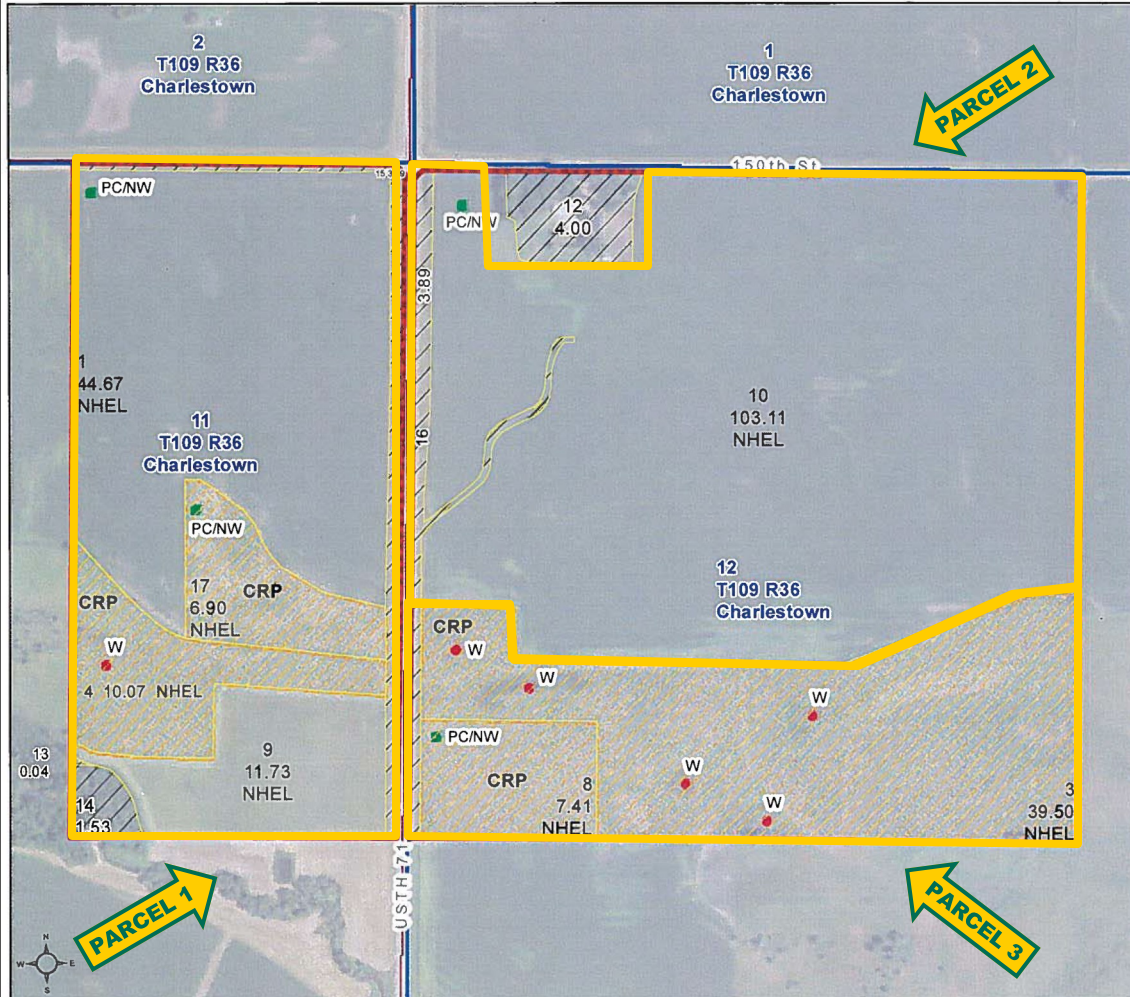 2
T109 R36
Charlestown
1
T109 R36
Charlestown
PARCEL 2
150th St
PC/NW
PC/NW
12
4.00
3.89
16
1
44.67
NHEL
10
103.11
NHEL
11
T109 R36
Charlestown
PC/NW
17
6.90
NHEL
CRP
CRP
12
T109 R36
Charlestown
CRP
W
W
W
4 10.07 NHEL
W
PC/NW
9
11.73
NHEL
13
0.04
CRP
8
7.41
NHEL
W
W
3
39.50
NHEL
14
1.53
USTH 71
PARCEL 1
PARCEL 3
N
W
E
S